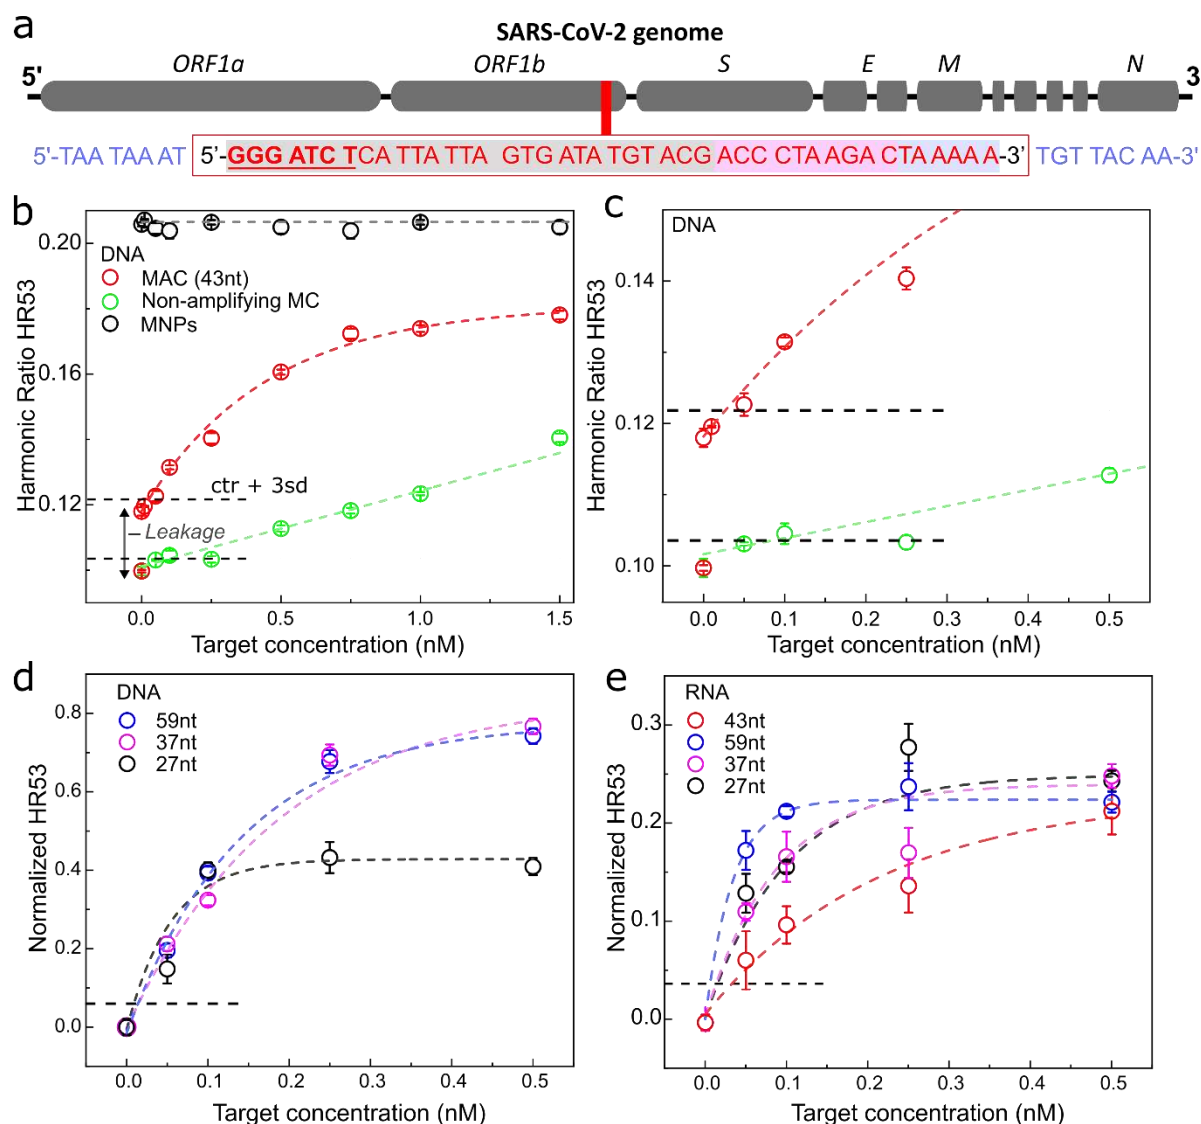 a
SARS-CoV-2 genome
ORF1a ORF1b S E M N
5' 3
5'-TAA TAA AT 5'-GGG ATC TCA TTA TTA GTG ATA TGT ACG ACC CTA AGA CTA AAA A-3' TGT TAC AA-3'
b
Harmonic Ratio HR53
0.20
0.16
0.12
DNA
MAC (43nt)
Non-amplifying MC
MNPs
ctr + 3sd
Leakage
0.0 0.5 1.0 1.5
Target concentration (nM)
c
Harmonic Ratio HR53
0.14
0.12
0.10
DNA
0.0 0.1 0.2 0.3 0.4 0.5
Target concentration (nM)
d
Normalized HR53
0.8
0.6
0.4
0.2
0.0
DNA
59nt
37nt
27nt
0.0 0.1 0.2 0.3 0.4 0.5
Target concentration (nM)
e
Normalized HR53
0.3
0.2
0.1
0.0
RNA
43nt
59nt
37nt
27nt
0.0 0.1 0.2 0.3 0.4 0.5
Target concentration (nM)